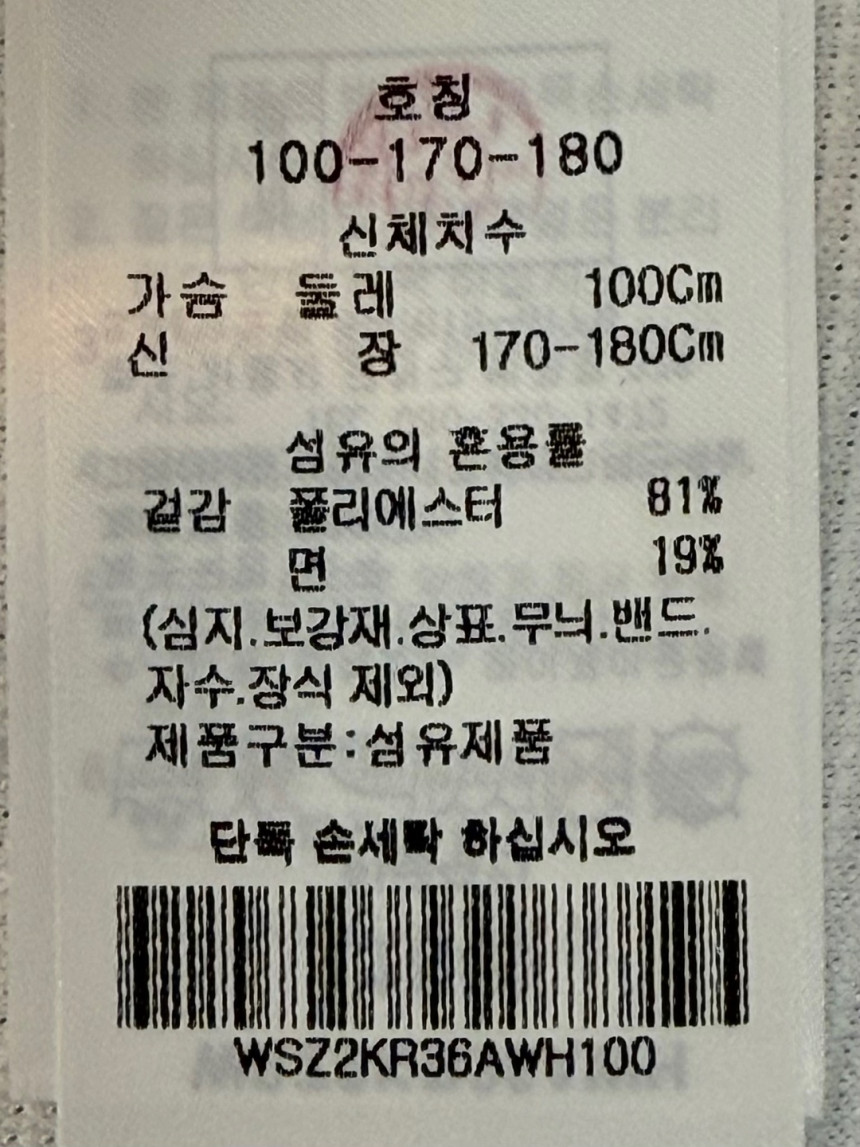 호칭
100-170-180
신체치수
가슴 둘레 100Cm
신 장 170-180Cm
섬유의 혼용률
겉감 폴리에스터 81%
면 19%
(심지.보강재.상표.무늬.밴드.
자수.장식 제외)
제품구분:섬유제품
단독 손세탁 하십시오
WSZ2KR36AWH100